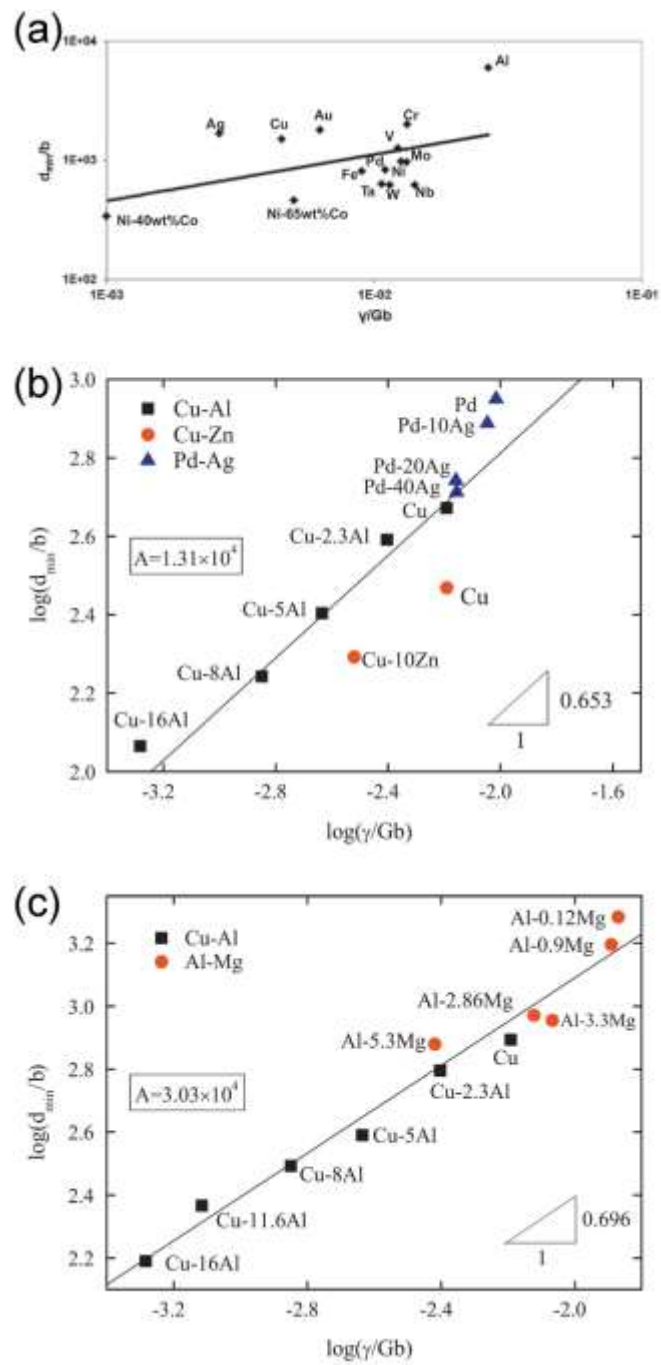 (a)
1E+04
Al
Ag
Cu
Au
Cr
V
d_min/b
1E+03
Pd
Mo
Fe
Ni
Ta
W
Nb
Ni-40wt%Co
Ni-65wt%Co
1E+02
1E-03
1E-02
1E-01
γ/Gb
(b)
3.0
Cu-Al
Cu-Zn
Pd-Ag
Pd
Pd-10Ag
2.8
Pd-20Ag
Pd-40Ag
Cu
2.6
Cu-2.3Al
A=1.31×10⁴
log(d_min/b)
Cu-5Al
Cu
2.4
Cu-10Zn
Cu-8Al
2.2
Cu-16Al
0.653
1
2.0
-3.2
-2.8
-2.4
-2.0
-1.6
log(γ/Gb)
(c)
Cu-Al
Al-Mg
Al-0.12Mg
3.2
Al-0.9Mg
3.0
Al-2.86Mg
Al-3.3Mg
Al-5.3Mg
Cu
2.8
Cu-2.3Al
A=3.03×10⁴
log(d_min/b)
2.6
Cu-5Al
Cu-8Al
2.4
Cu-11.6Al
0.696
1
2.2
Cu-16Al
-3.2
-2.8
-2.4
-2.0
log(γ/Gb)